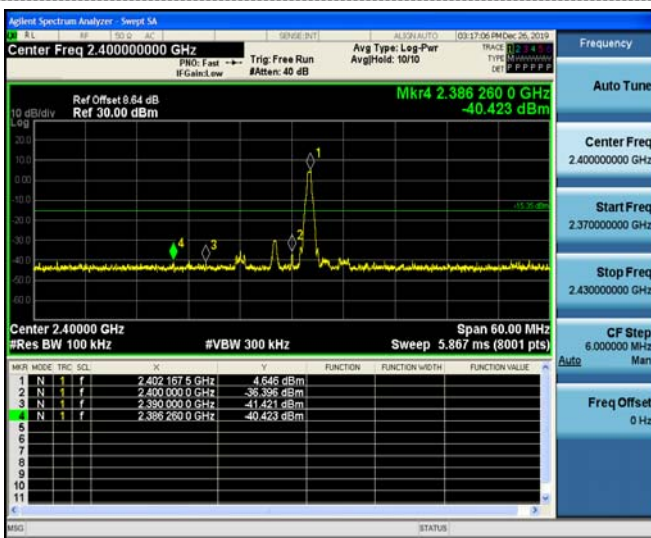 Agilent Spectrum Analyzer - Swept SA
RL RF 50 Ω AC SENSE:INT ALIGN AUTO 03:17:06 PM Dec 26, 2019
Center Freq 2.400000000 GHz
PNO: Fast
IFGain:Low
Trig: Free Run
#Atten: 40 dB
Avg Type: Log-Pwr
Avg|Hold: 10/10
TRACE 1 2 3 4 5 6
TYPE M
DET P P P P P P
Mkr4 2.386 260 0 GHz
-40.423 dBm
Ref Offset 8.64 dB
10 dB/div Ref 30.00 dBm
Log
20.0
10.0
0.00
-10.0
-20.0
-30.0
-40.0
-50.0
-60.0
1
2
3
4
-15.35 dBm
Center 2.40000 GHz Span 60.00 MHz
#Res BW 100 kHz #VBW 300 kHz Sweep 5.867 ms (8001 pts)
MKR MODE TRC SCL X Y FUNCTION FUNCTION WIDTH FUNCTION VALUE
1 N 1 f 2.402 167 5 GHz 4.646 dBm
2 N 1 f 2.400 000 0 GHz -36.396 dBm
3 N 1 f 2.390 000 0 GHz -41.421 dBm
4 N 1 f 2.386 260 0 GHz -40.423 dBm
5
6
7
8
9
10
11
MSG STATUS
Frequency
Auto Tune
Center Freq
2.400000000 GHz
Start Freq
2.370000000 GHz
Stop Freq
2.430000000 GHz
CF Step
6.000000 MHz
Auto Man
Freq Offset
0 Hz